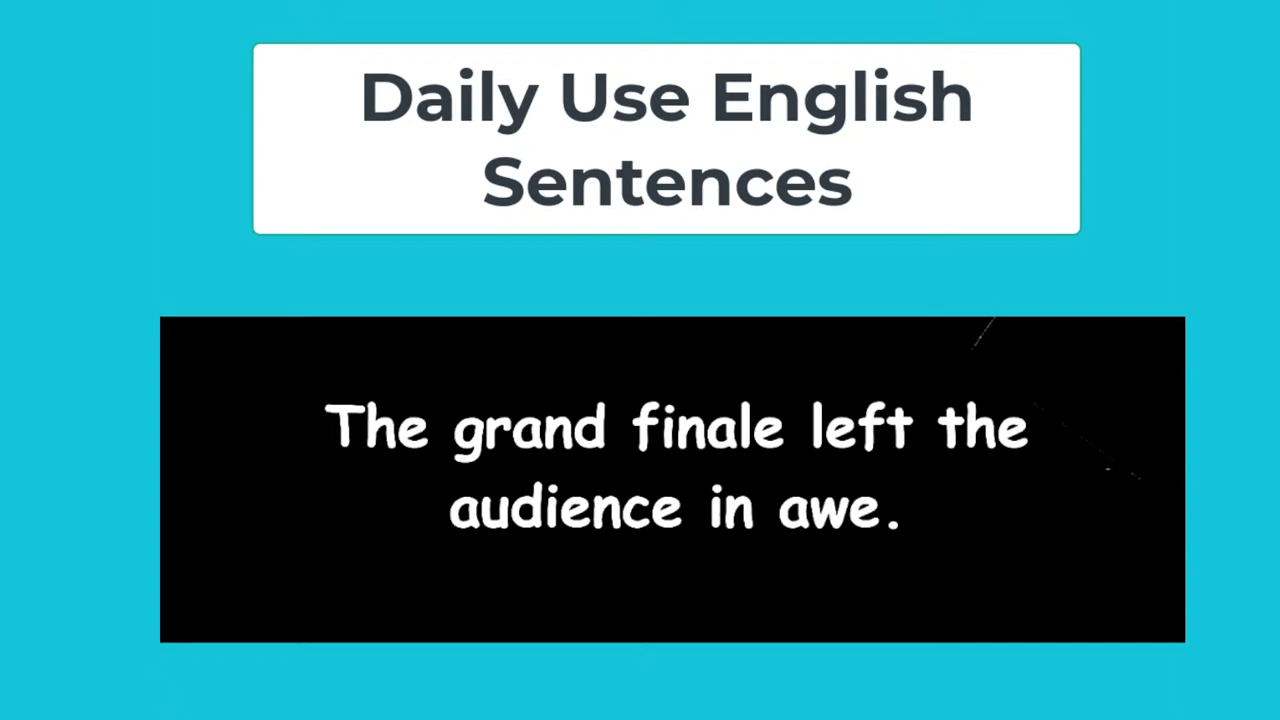 Daily Use English
Sentences
The grand finale left the
audience in awe.